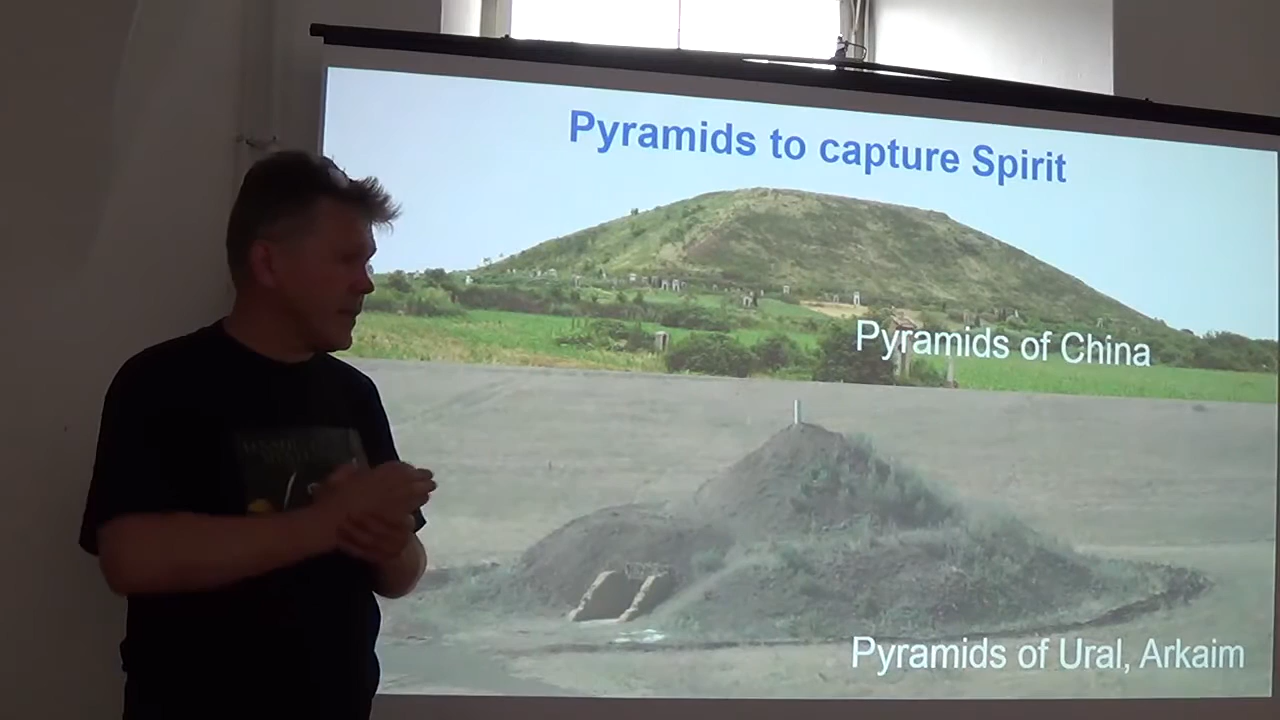 Pyramids to capture Spirit
Pyramids of China
Pyramids of Ural, Arkaim